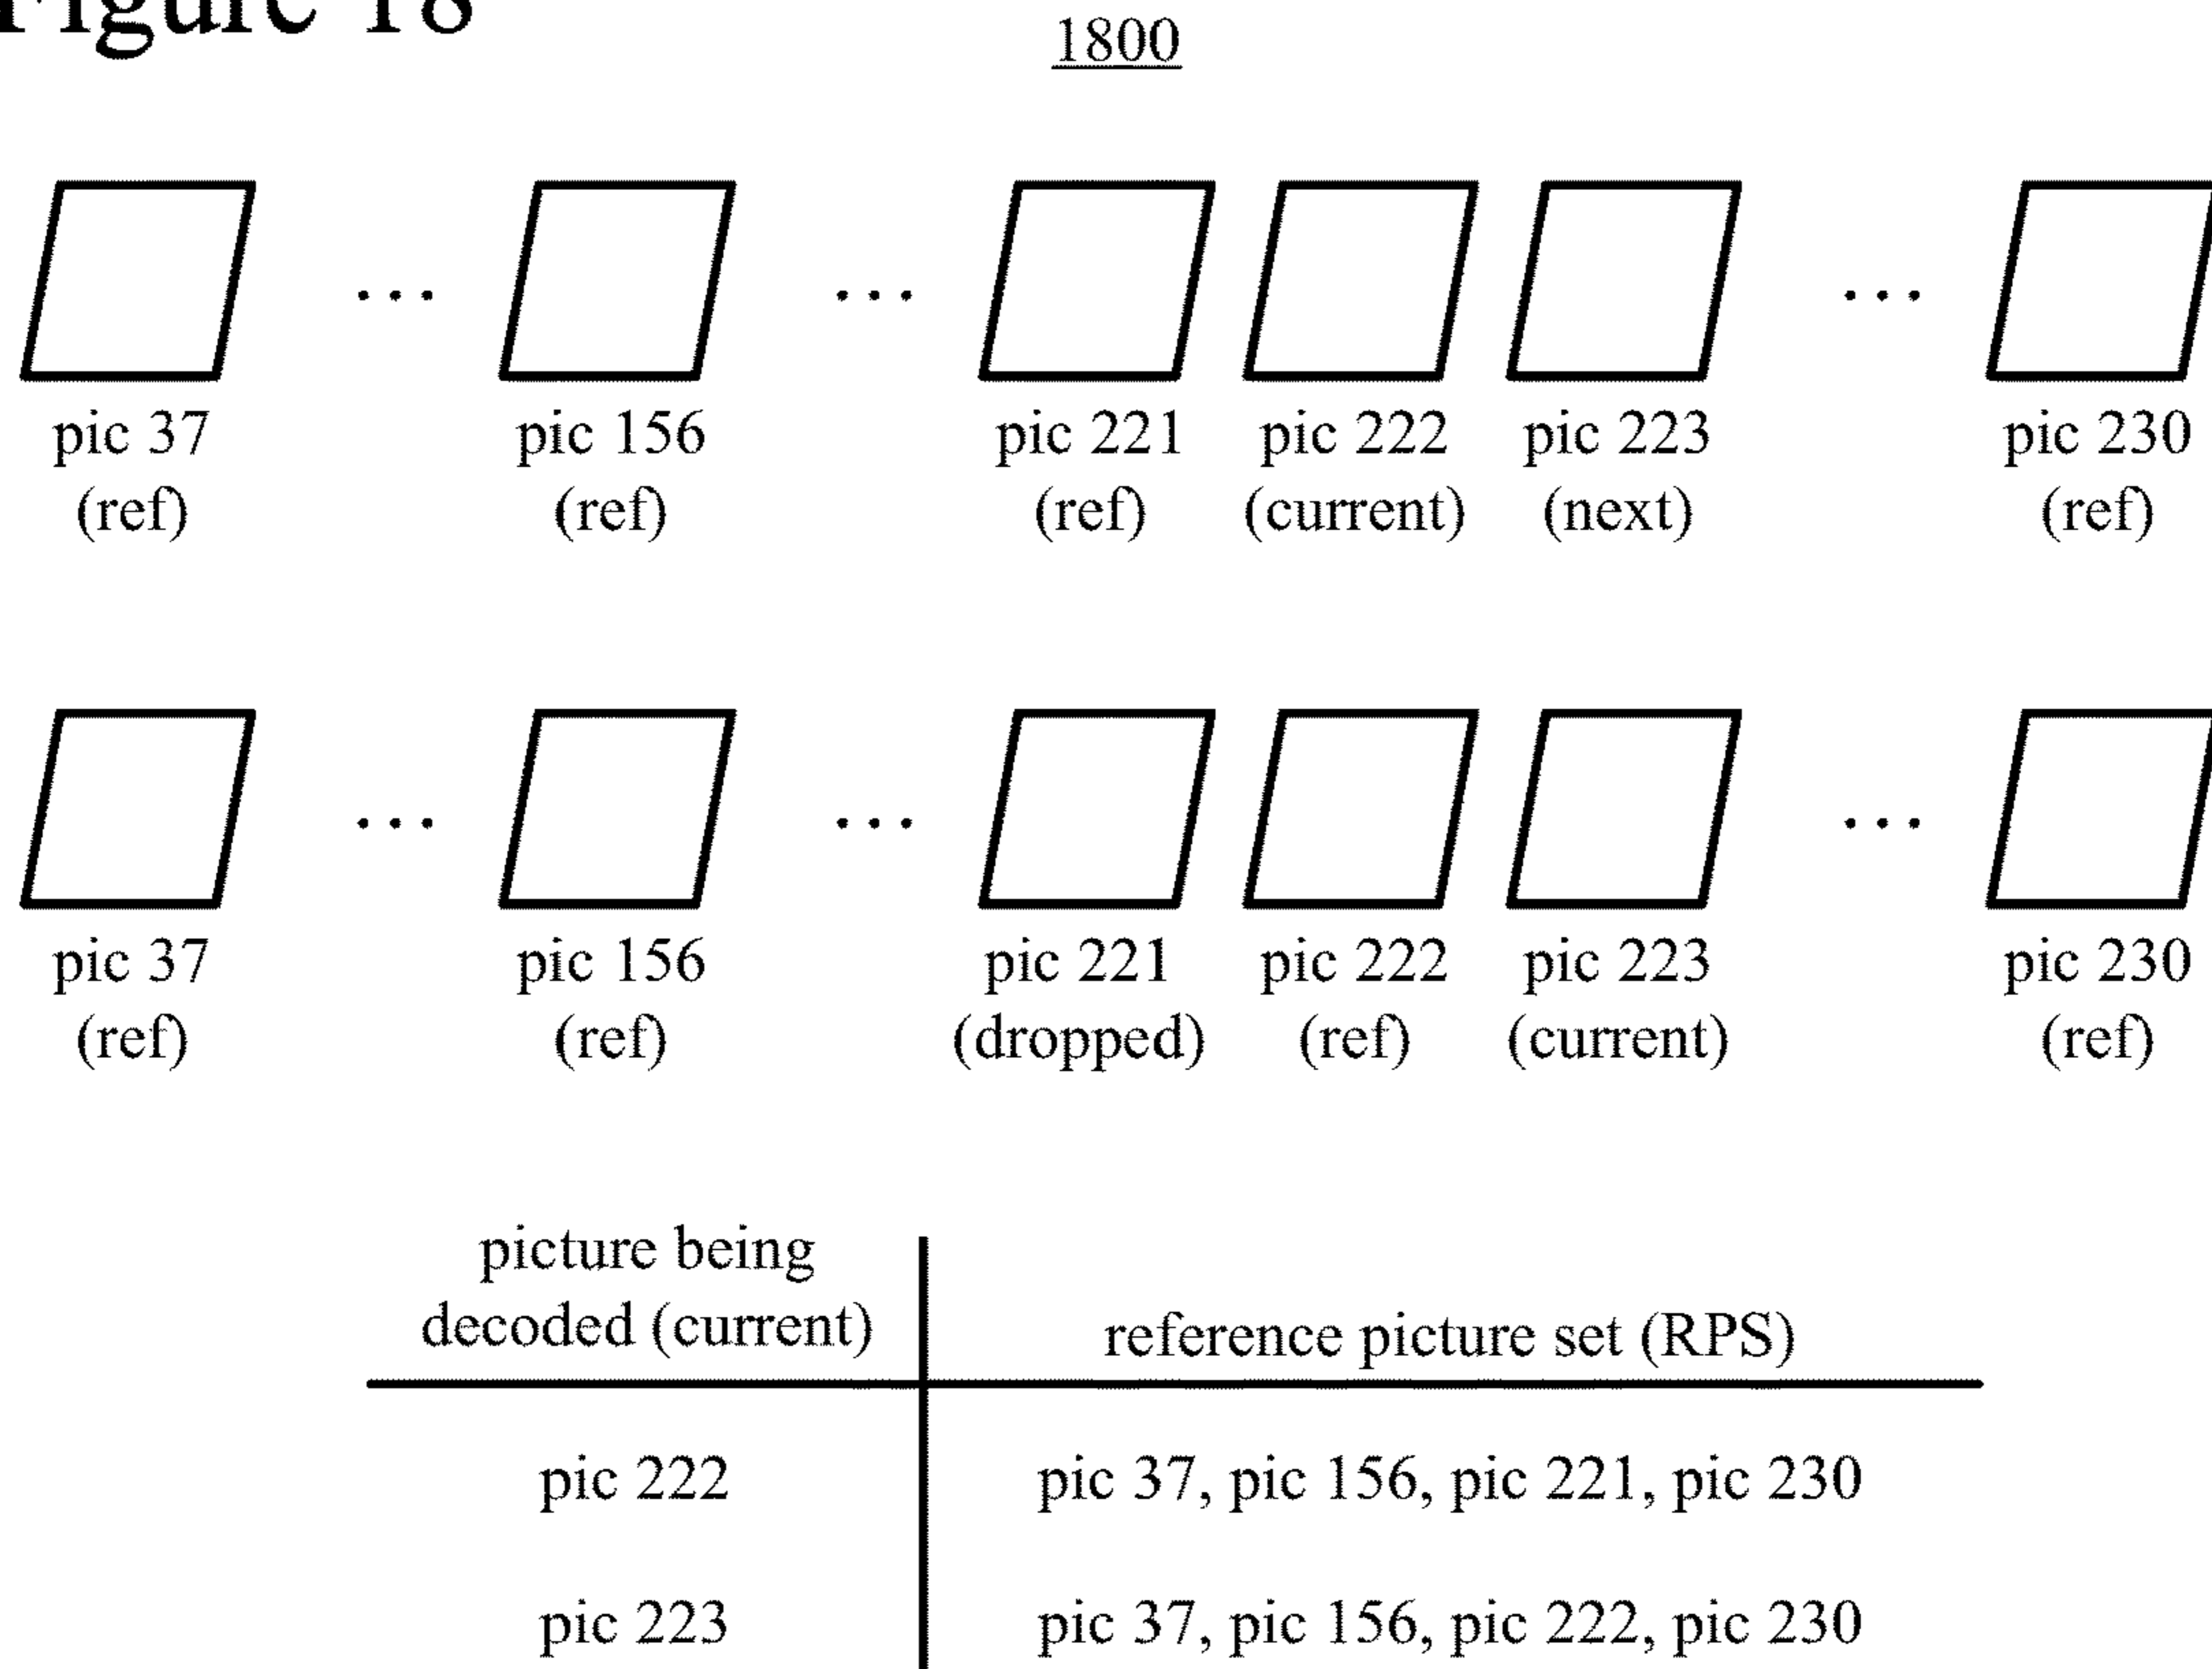 Figure 18
1800
... ... ...
pic 37 pic 156 pic 221 pic 222 pic 223 pic 230
(ref) (ref) (ref) (current) (next) (ref)
... ... ...
pic 37 pic 156 pic 221 pic 222 pic 223 pic 230
(ref) (ref) (dropped) (ref) (current) (ref)
picture being
decoded (current) reference picture set (RPS)
pic 222 pic 37, pic 156, pic 221, pic 230
pic 223 pic 37, pic 156, pic 222, pic 230